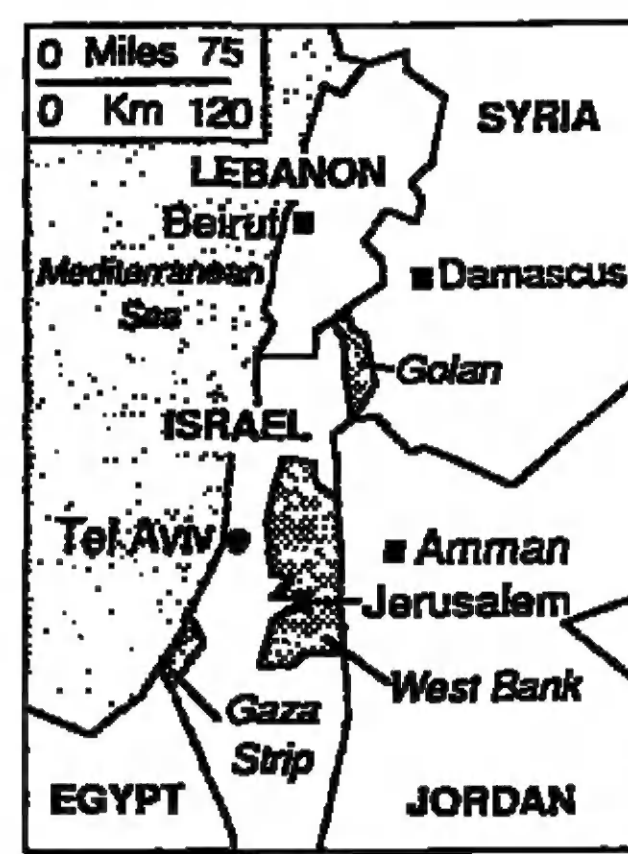 0 Miles 75
0 Km 120
SYRIA
LEBANON
Beirut
Mediterranean
Sea
Damascus
Golan
ISRAEL
Tel Aviv
Amman
Jerusalem
West Bank
Gaza
Strip
EGYPT
JORDAN